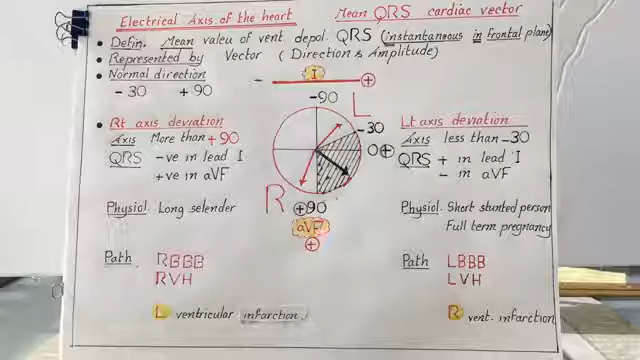 Electrical Axis of the heart
Mean QRS cardiac vector
• Defin. Mean valeu of vent. depol. QRS (instantaneous in frontal plane)
• Represented by Vector (Direction & Amplitude)
• Normal direction
- 30 + 90
- I +
-90
L
-30
0 +
R
+90
aVF
+
• Rt axis deviation
Axis More than +90
QRS -ve in lead I
+ve in aVF
Physiol. Long selender
Path RBBB
RVH
L ventricular infarction.
Lt axis deviation
Axis less than -30
QRS + in lead I
- in aVF
Physiol. Short stunted person
Full term pregnancy
Path LBBB
LVH
R vent. infarction